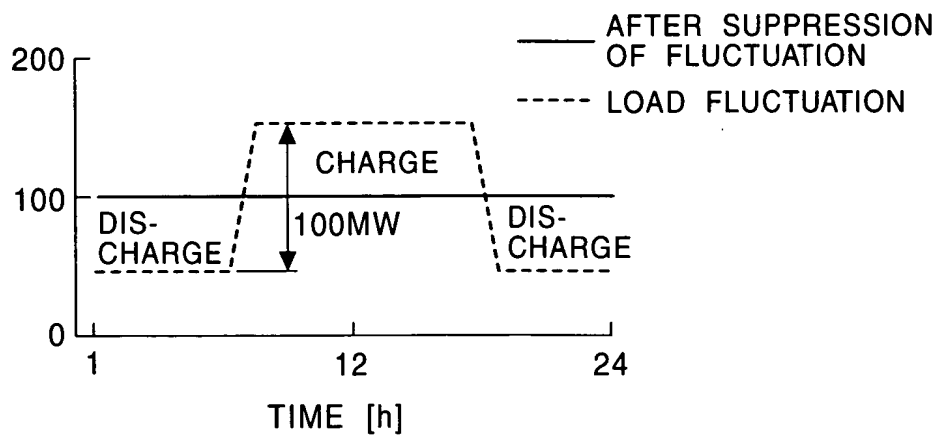 AFTER SUPPRESSION
OF FLUCTUATION
LOAD FLUCTUATION
200
CHARGE
100
DIS-
CHARGE
100MW
DIS-
CHARGE
0
1
12
24
TIME [h]